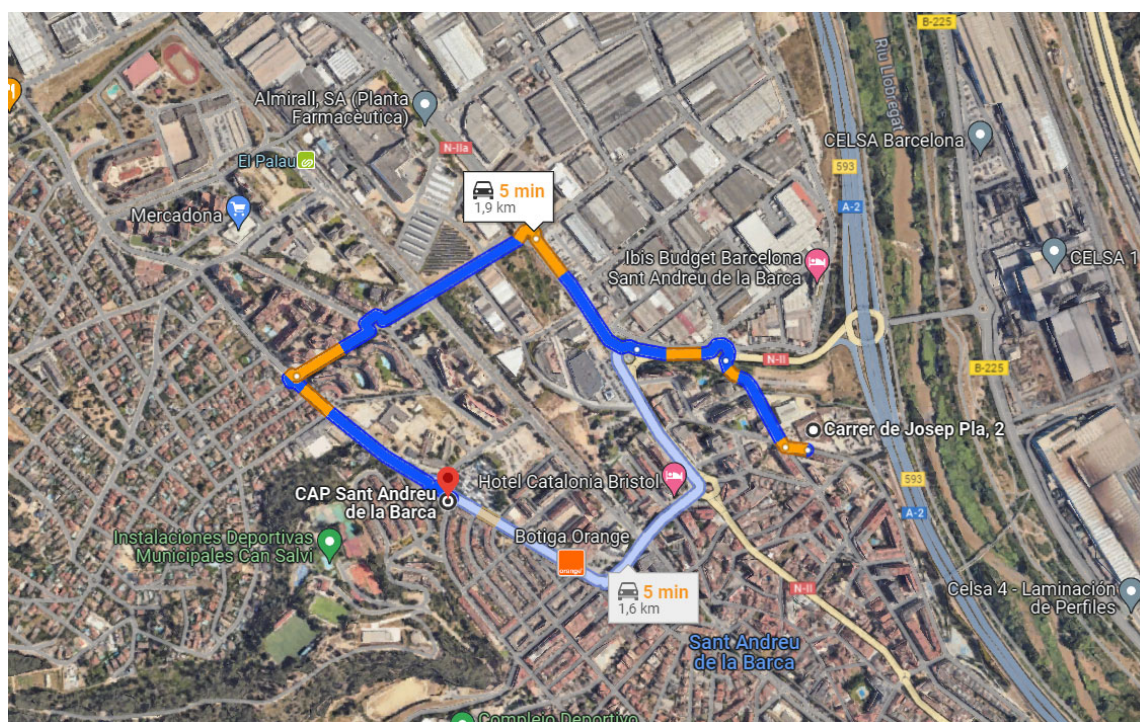 B-225
Riu Llobregat
Almirall, SA (Planta
Farmacèutica)
N-IIa
CELSA Barcelona
El Palau
593
5 min
1,9 km
A-2
Mercadona
Ibis Budget Barcelona
Sant Andreu de la Barca
CELSA 1
N-II
B-225
Carrer de Josep Pla, 2
Hotel Catalonia Bristol
593
CAP Sant Andreu
de la Barca
A-2
Instalaciones Deportivas
Municipales Can Salvi
Botiga Orange
orange
5 min
1,6 km
N-II
Celsa 4 - Laminación
de Perfiles
Sant Andreu
de la Barca
Complejo Deportivo